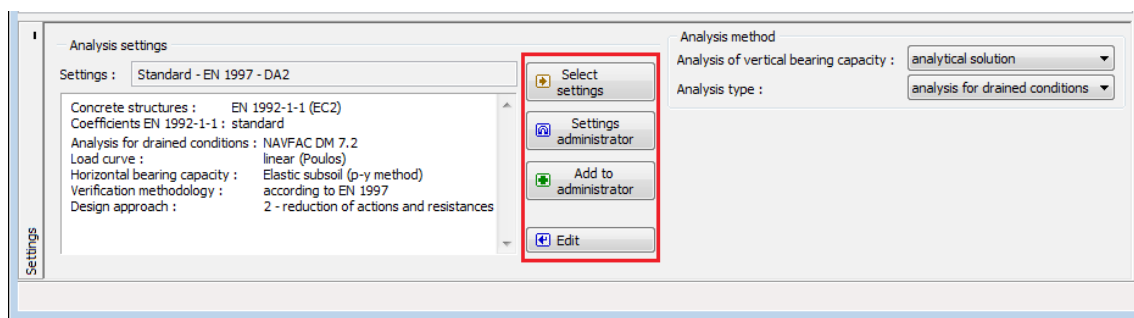 Analysis settings
Settings : Standard - EN 1997 - DA2
Concrete structures : EN 1992-1-1 (EC2)
Coefficients EN 1992-1-1 : standard
Analysis for drained conditions : NAVFAC DM 7.2
Load curve : linear (Poulos)
Horizontal bearing capacity : Elastic subsoil (p-y method)
Verification methodology : according to EN 1997
Design approach : 2 - reduction of actions and resistances
Select
settings
Settings
administrator
Add to
administrator
Edit
Analysis method
Analysis of vertical bearing capacity : analytical solution
Analysis type : analysis for drained conditions
Settings